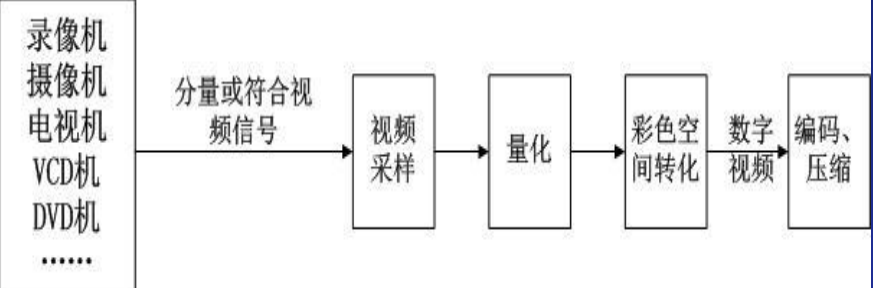 录像机
摄像机
电视机
VCD机
DVD机
……
分量或符合视
频信号
视频
采样
量化
彩色空
间转化
数字
视频
编码、
压缩